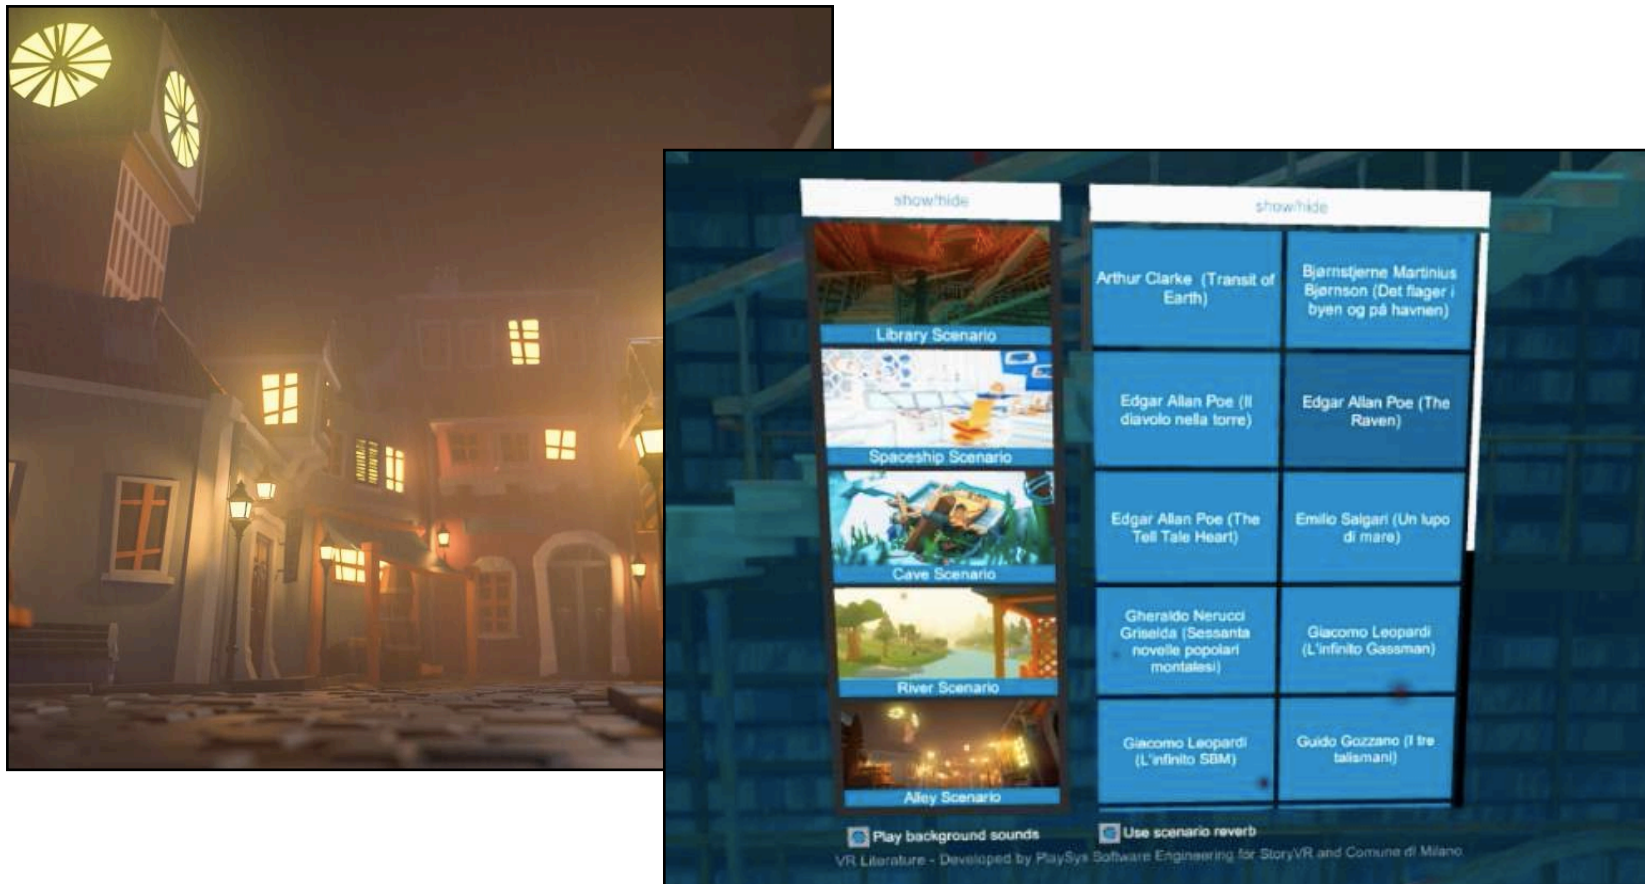 show/hide
Library Scenario
Spaceship Scenario
Cave Scenario
River Scenario
Alley Scenario
show/hide
Arthur Clarke (Transit of
Earth)
Bjørnstjerne Martinius
Bjørnson (Det flager i
byen og på havnen)
Edgar Allan Poe (Il
diavolo nella torre)
Edgar Allan Poe (The
Raven)
Edgar Allan Poe (The
Tell Tale Heart)
Emilio Salgari (Un lupo
di mare)
Gheraldo Nerucci
Griselda (Sessanta
novelle popolari
montalesi)
Giacomo Leopardi
(L'infinito Gassman)
Giacomo Leopardi
(L'infinito SBM)
Guido Gozzano (I tre
talismani)
Play background sounds
Use scenario reverb
VR Literature - Developed by PlaySys Software Engineering for StoryVR and Comune di Milano